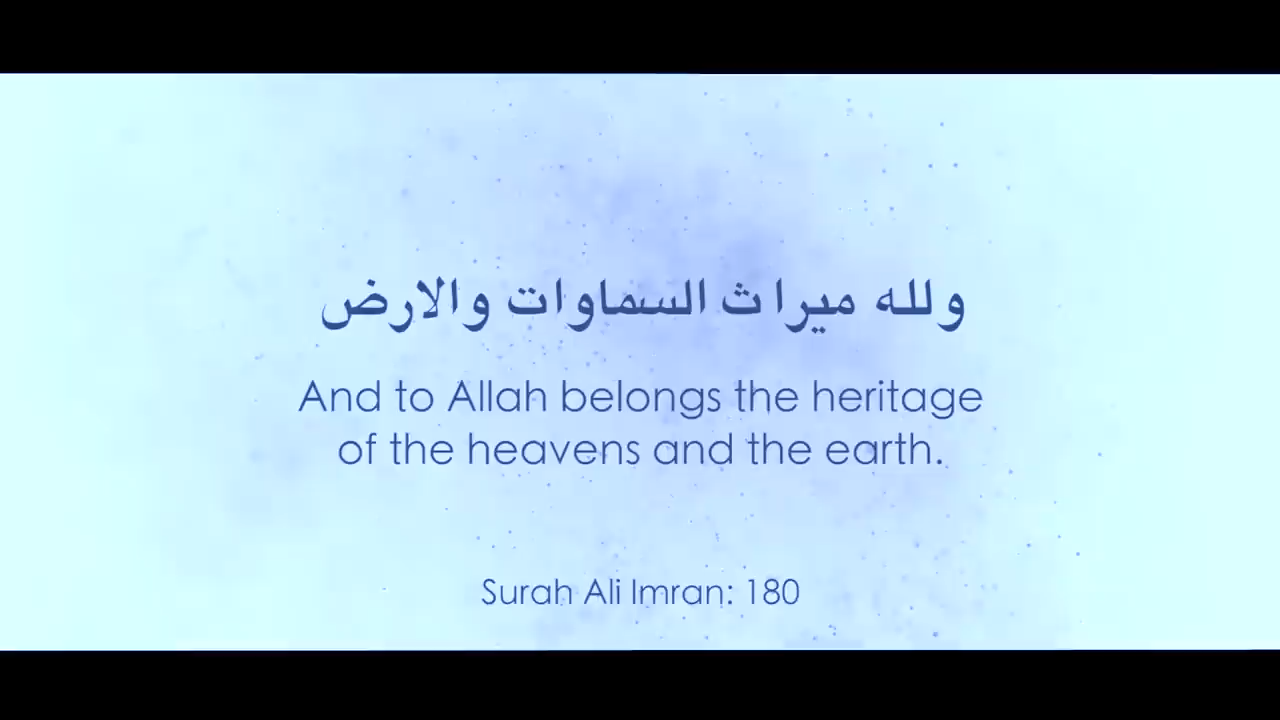 ولله ميراث السماوات والارض
And to Allah belongs the heritage
of the heavens and the earth.
Surah Ali Imran: 180